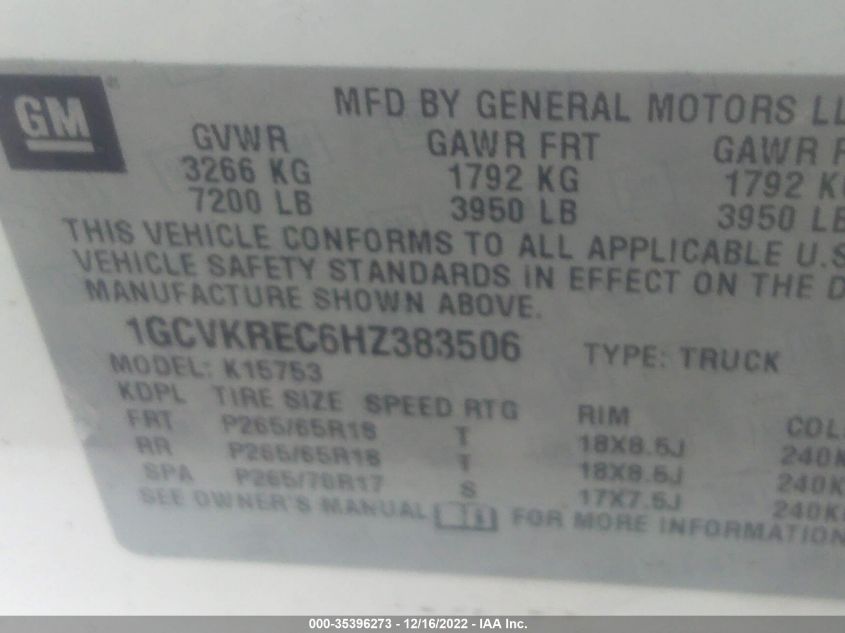 GM
MFD BY GENERAL MOTORS LL
GVWR GAWR FRT GAWR
3266 KG 1792 KG 1792 K
7200 LB 3950 LB 3950 LB
THIS VEHICLE CONFORMS TO ALL APPLICABLE U.S
VEHICLE SAFETY STANDARDS IN EFFECT ON THE D
MANUFACTURE SHOWN ABOVE.
1GCVKREC6HZ383506 TYPE: TRUCK
MODEL: K15753
KDPL TIRE SIZE SPEED RTG RIM COL
FRT P265/65R18 T 18X8.5J 240K
RR P265/65R18 T 18X8.5J 240K
SPA P265/70R17 S 17X7.5J 240K
SEE OWNER'S MANUAL FOR MORE INFORMATION
000-35396273 - 12/16/2022 - IAA Inc.